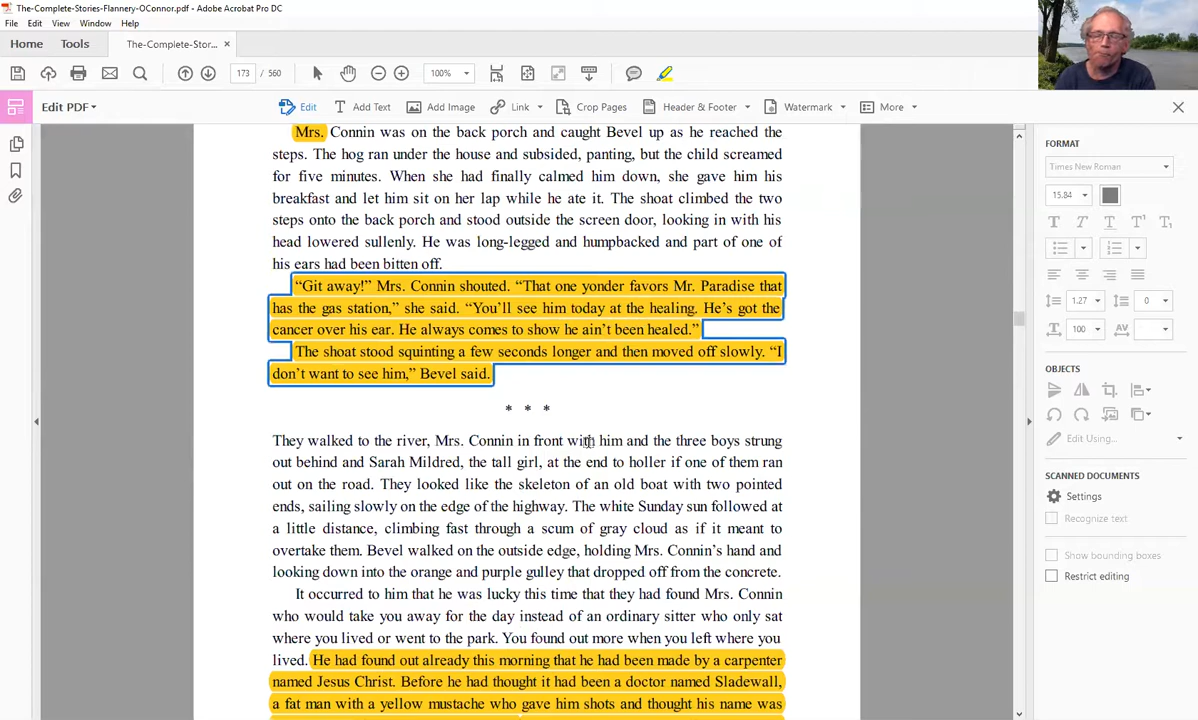 The-Complete-Stories-Flannery-OConnor.pdf - Adobe Acrobat Pro DC
File Edit View Window Help
Home Tools The-Complete-Stor... ×
173 / 560 100%
Edit PDF
Edit Add Text Add Image Link Crop Pages Header & Footer Watermark More
Mrs. Connin was on the back porch and caught Bevel up as he reached the
steps. The hog ran under the house and subsided, panting, but the child screamed
for five minutes. When she had finally calmed him down, she gave him his
breakfast and let him sit on her lap while he ate it. The shoat climbed the two
steps onto the back porch and stood outside the screen door, looking in with his
head lowered sullenly. He was long-legged and humpbacked and part of one of
his ears had been bitten off.
“Git away!” Mrs. Connin shouted. “That one yonder favors Mr. Paradise that
has the gas station,” she said. “You’ll see him today at the healing. He’s got the
cancer over his ear. He always comes to show he ain’t been healed.”
The shoat stood squinting a few seconds longer and then moved off slowly. “I
don’t want to see him,” Bevel said.
* * *
They walked to the river, Mrs. Connin in front with him and the three boys strung
out behind and Sarah Mildred, the tall girl, at the end to holler if one of them ran
out on the road. They looked like the skeleton of an old boat with two pointed
ends, sailing slowly on the edge of the highway. The white Sunday sun followed at
a little distance, climbing fast through a scum of gray cloud as if it meant to
overtake them. Bevel walked on the outside edge, holding Mrs. Connin’s hand and
looking down into the orange and purple gulley that dropped off from the concrete.
It occurred to him that he was lucky this time that they had found Mrs. Connin
who would take you away for the day instead of an ordinary sitter who only sat
where you lived or went to the park. You found out more when you left where you
lived. He had found out already this morning that he had been made by a carpenter
named Jesus Christ. Before he had thought it had been a doctor named Sladewall,
a fat man with a yellow mustache who gave him shots and thought his name was
FORMAT
Times New Roman
15.84
T T T T¹ T₁
1.27 0
100 AV
OBJECTS
Edit Using...
SCANNED DOCUMENTS
Settings
Recognize text
Show bounding boxes
Restrict editing